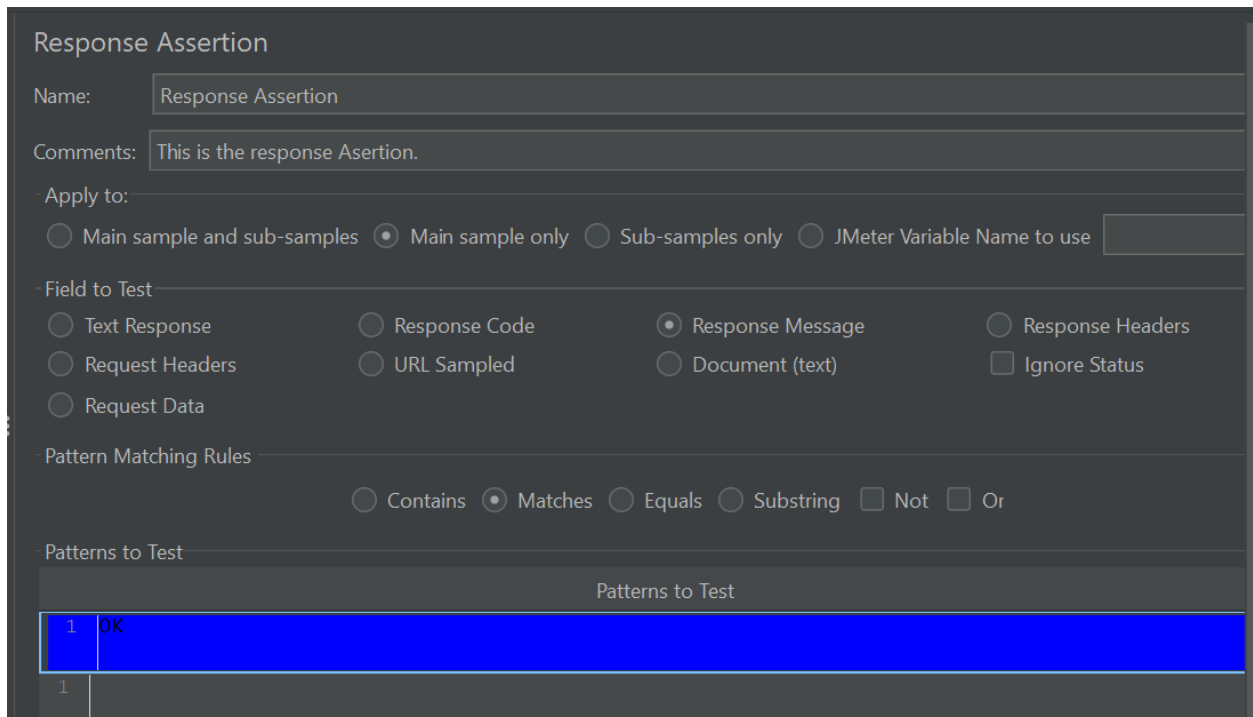 Response Assertion
Name: Response Assertion
Comments: This is the response Asertion.
Apply to:
Main sample and sub-samples Main sample only Sub-samples only JMeter Variable Name to use
Field to Test
Text Response Response Code Response Message Response Headers
Request Headers URL Sampled Document (text) Ignore Status
Request Data
Pattern Matching Rules
Contains Matches Equals Substring Not Or
Patterns to Test
Patterns to Test
1 OK
1